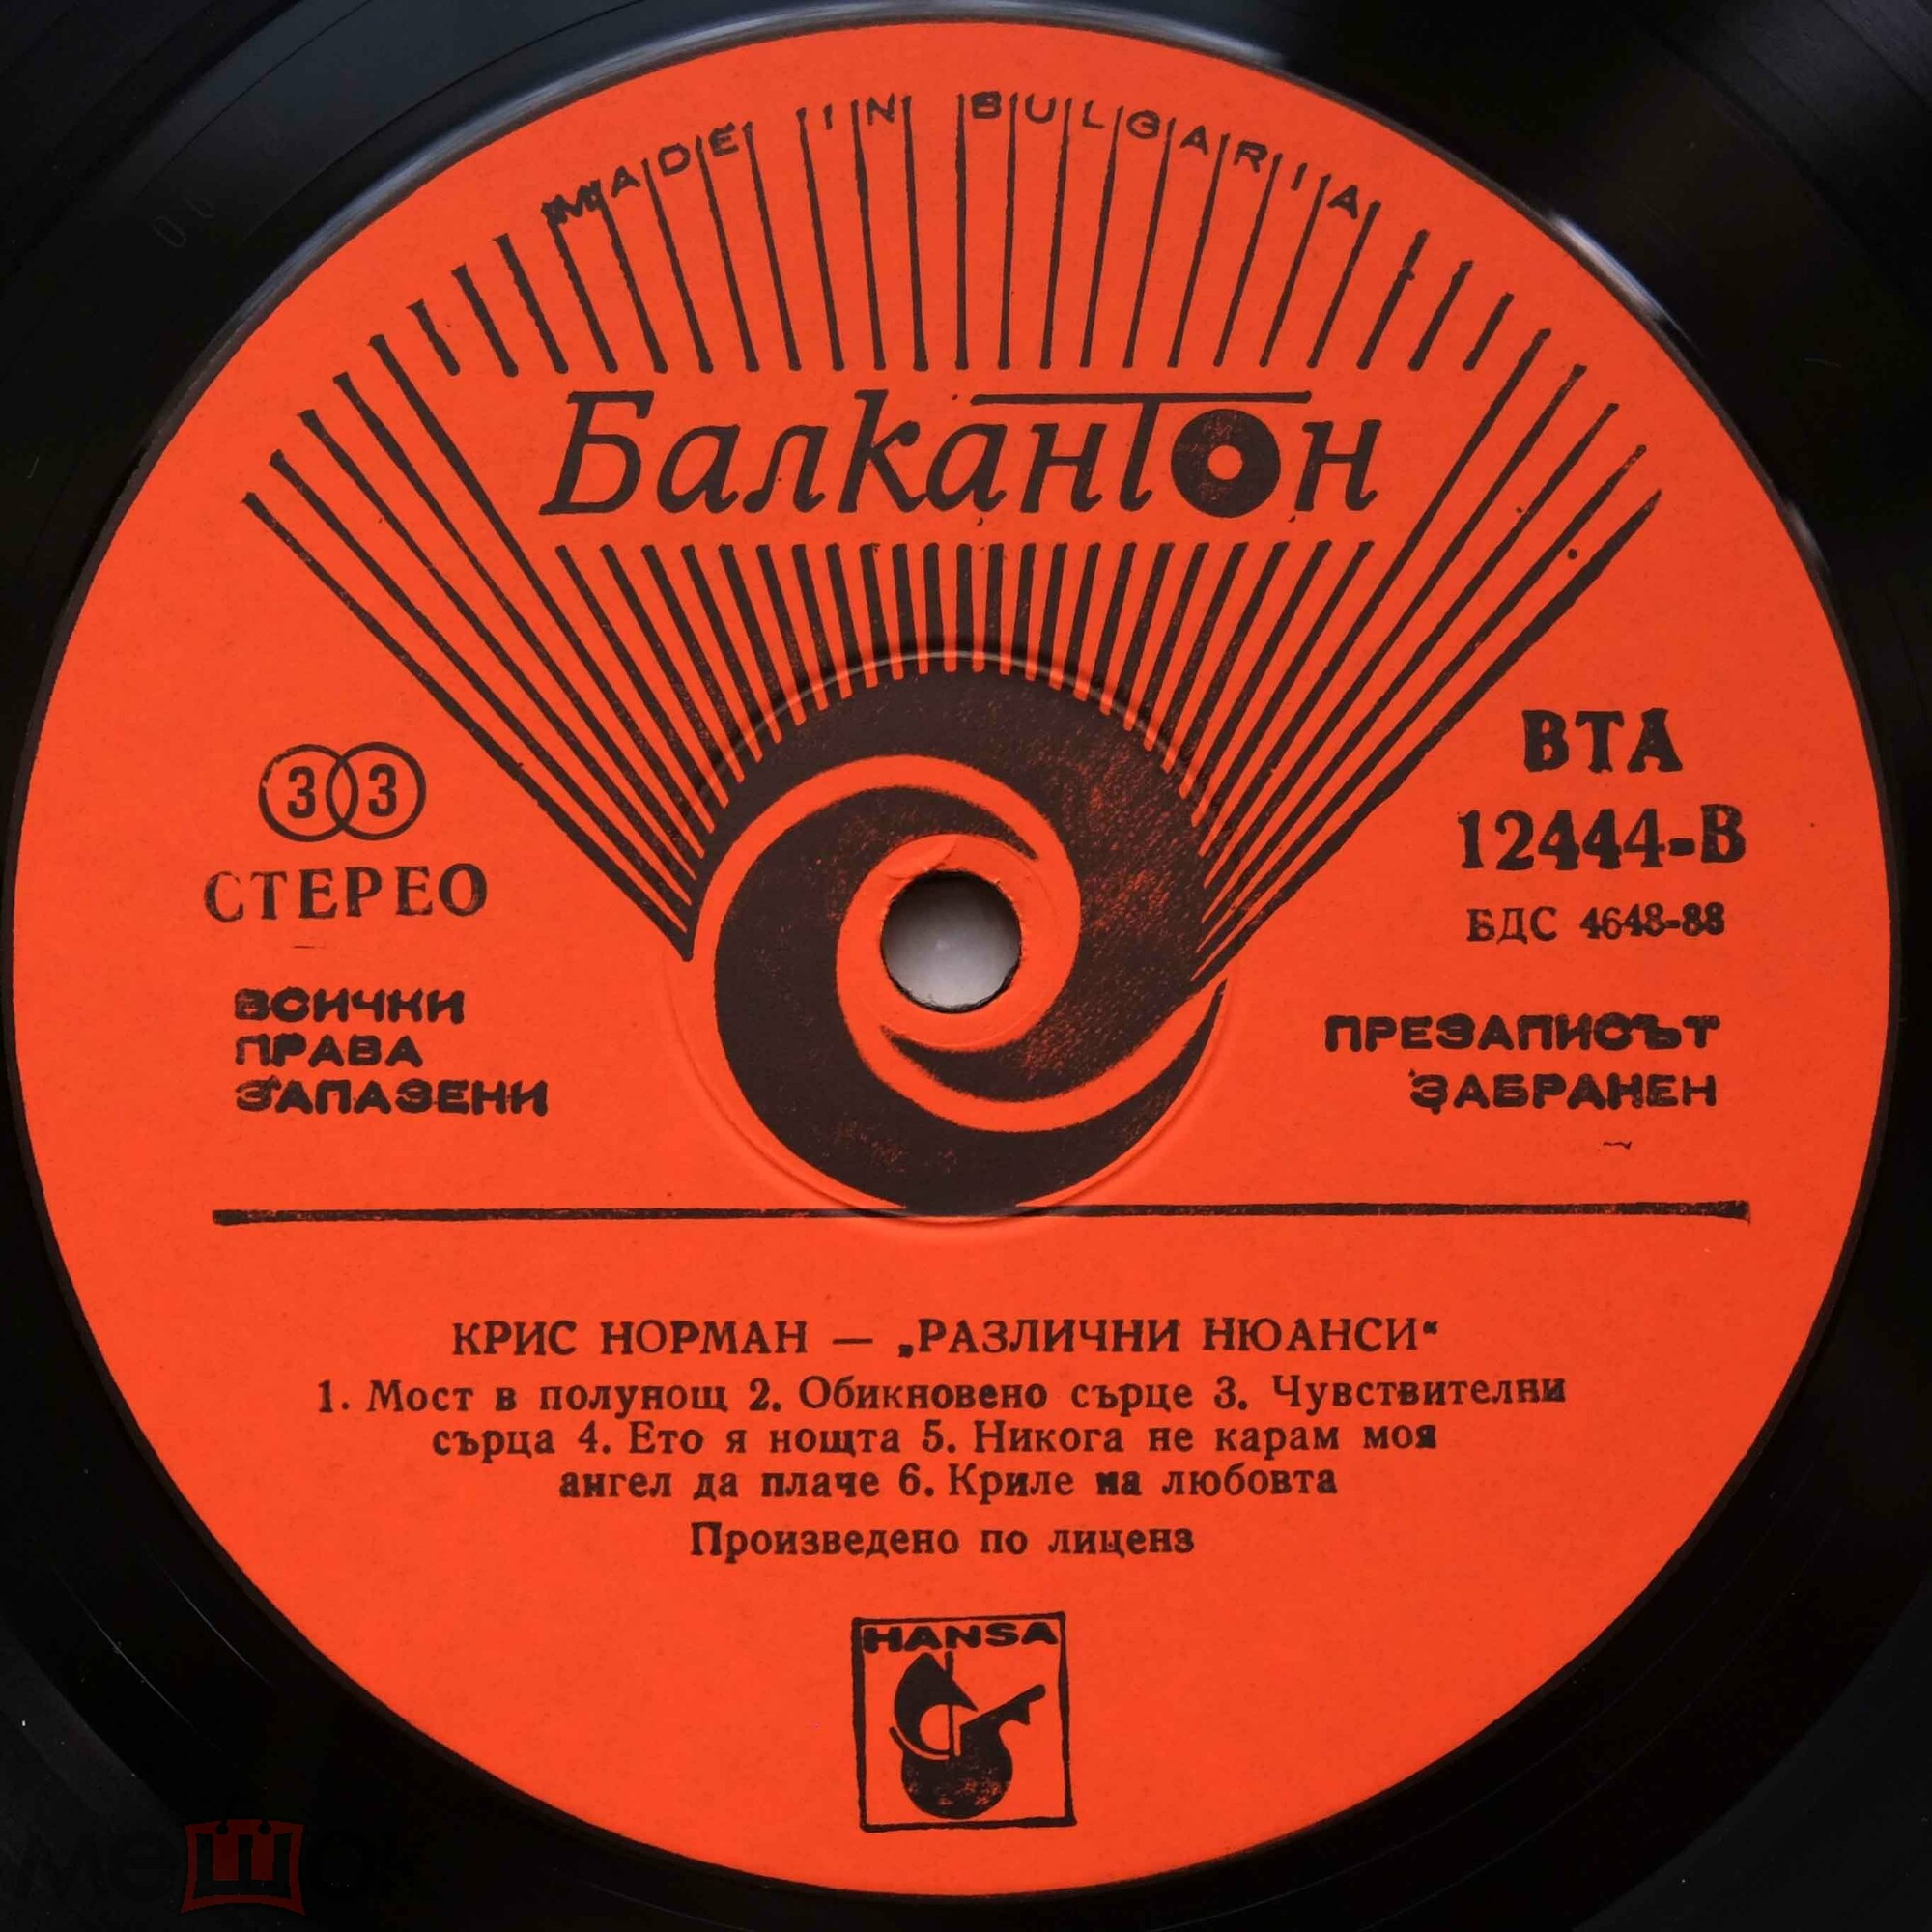 MADE IN BULGARIA
Балкантон
33
СТЕРЕО
ВСИЧКИ
ПРАВА
ЗАПАЗЕНИ
ВТА
12444-В
БДС 4648-88
ПРЕЗАПИСЪТ
ЗАБРАНЕН
КРИС НОРМАН — „РАЗЛИЧНИ НЮАНСИ“
1. Мост в полунощ 2. Обикновено сърце 3. Чувствителни
сърца 4. Ето я нощта 5. Никога не карам моя
ангел да плаче 6. Криле на любовта
Произведено по лиценз
HANSA
мешок